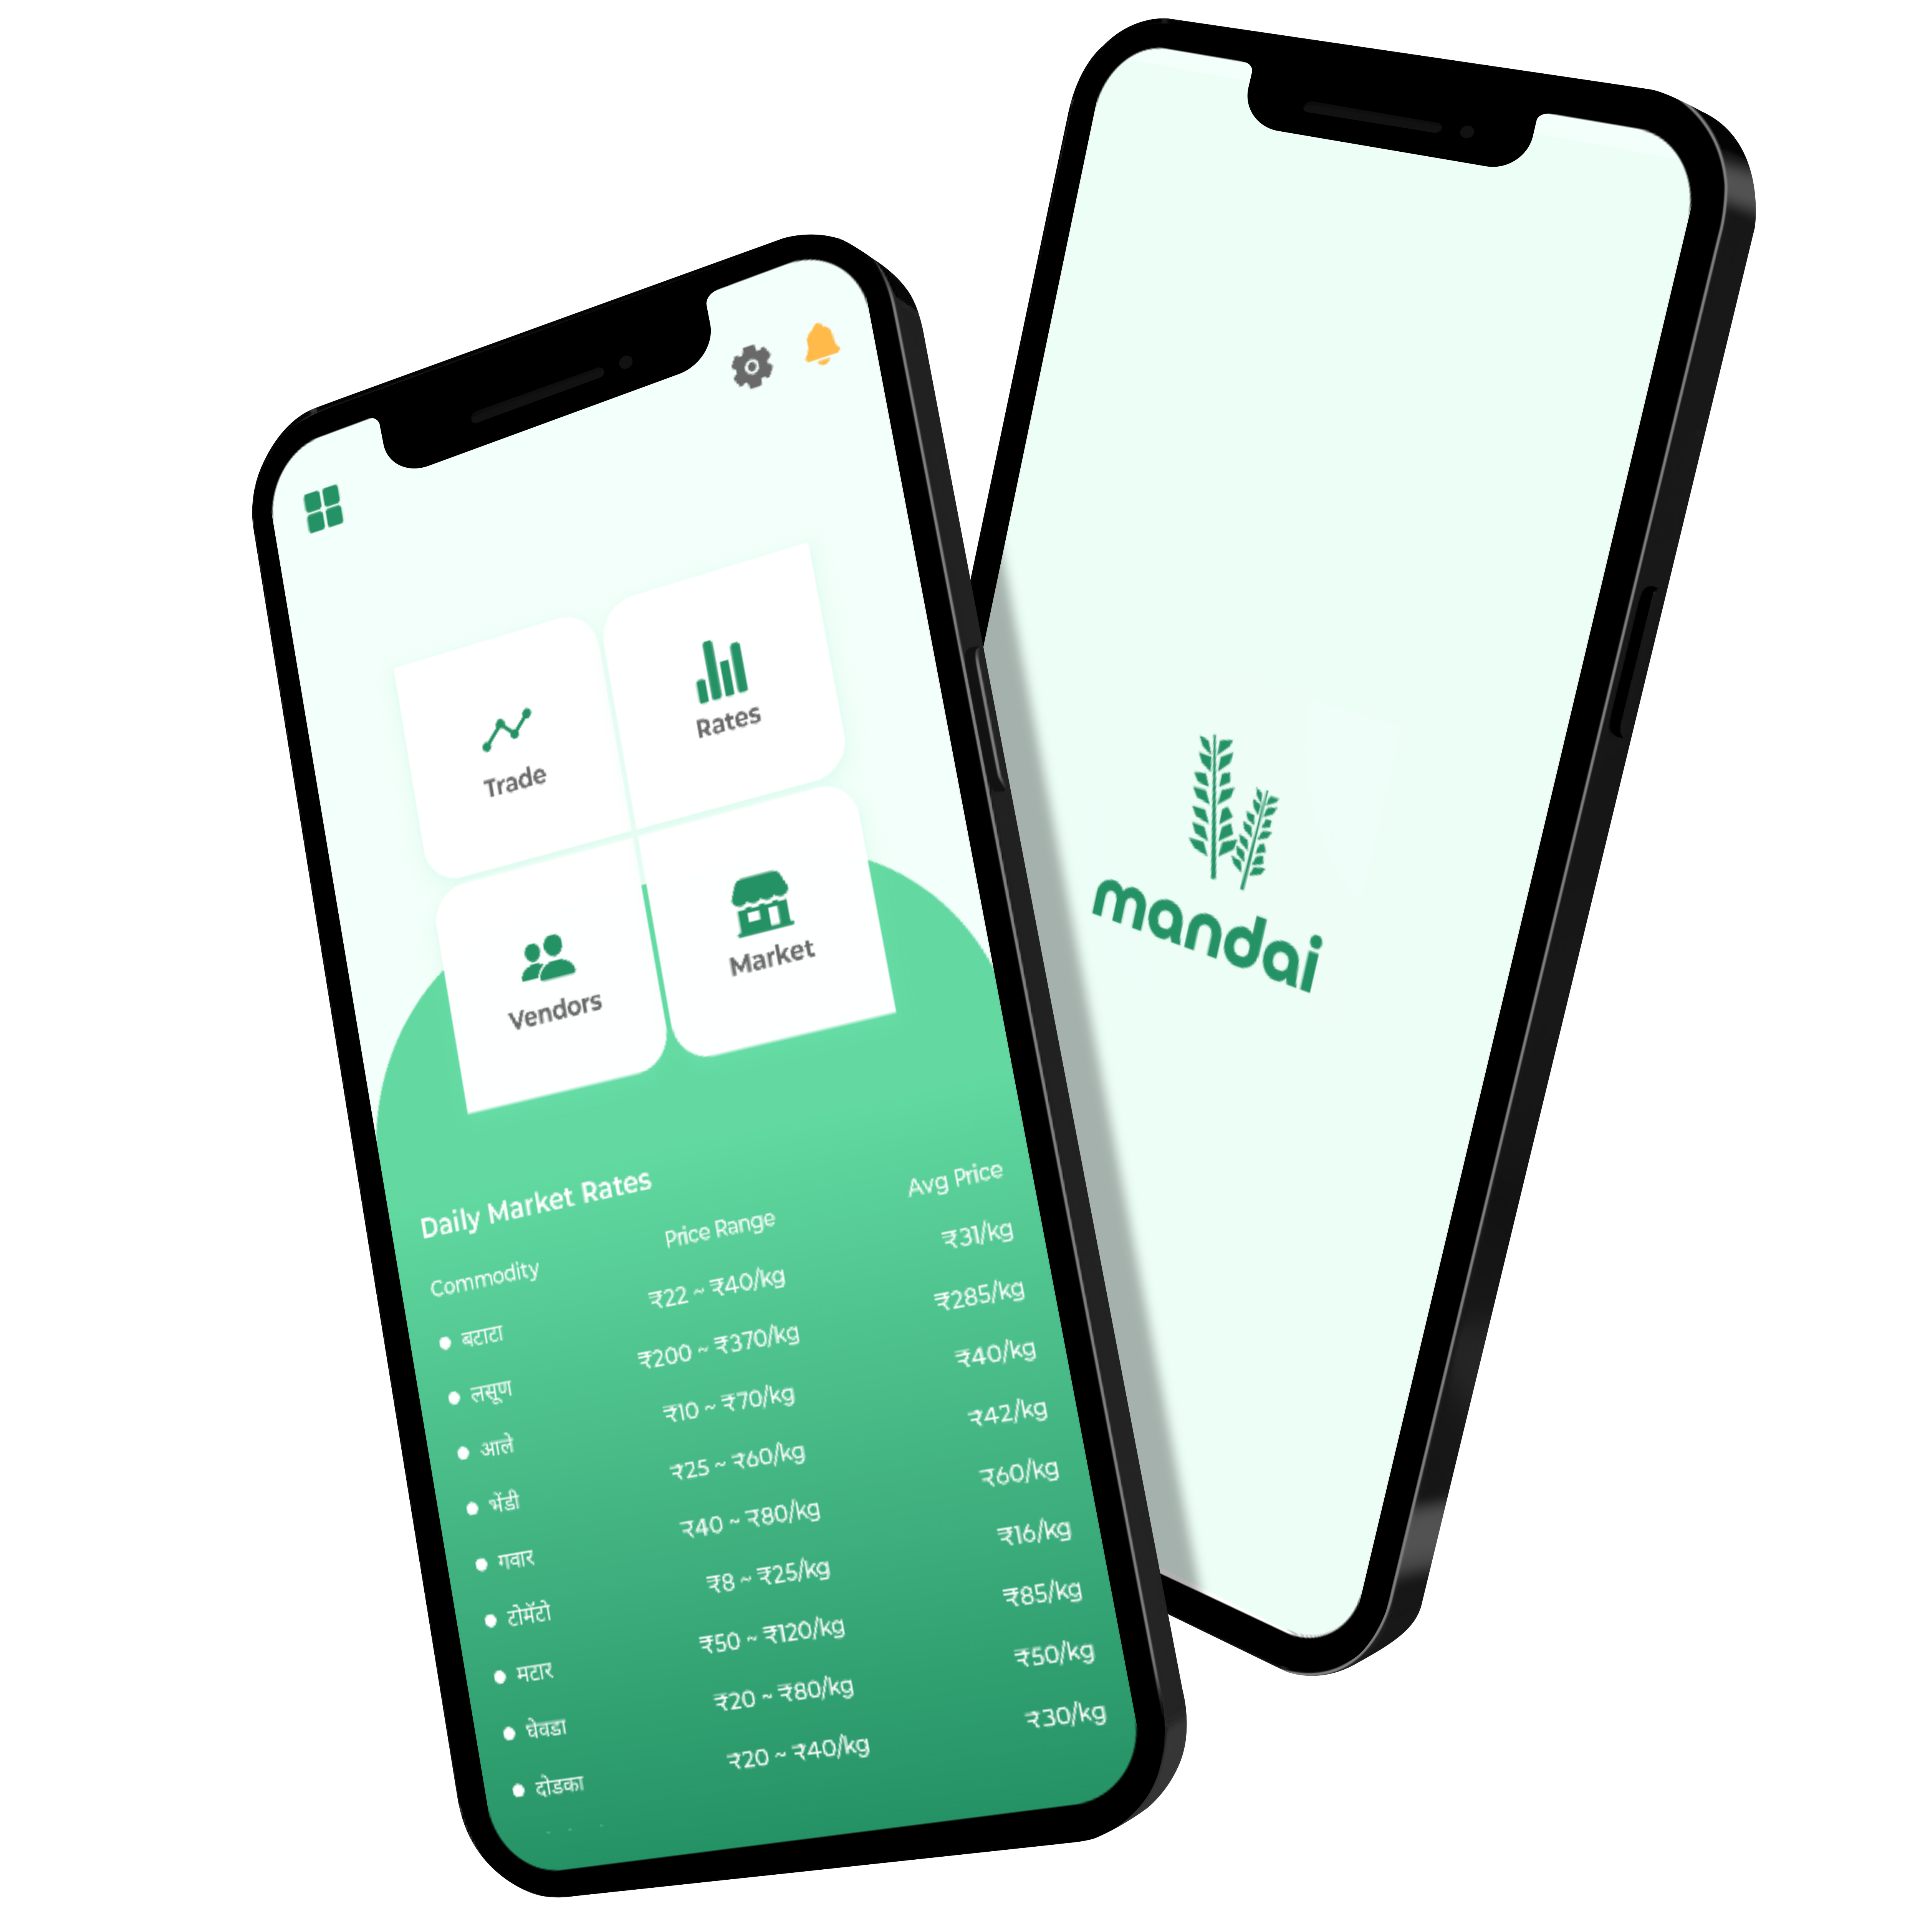 Trade
Rates
Vendors
Market
Daily Market Rates
Commodity Price Range Avg Price
बटाटा ₹22 ~ ₹40/kg ₹31/kg
लसूण ₹200 ~ ₹370/kg ₹285/kg
आले ₹10 ~ ₹70/kg ₹40/kg
भेंडी ₹25 ~ ₹60/kg ₹42/kg
गवार ₹40 ~ ₹80/kg ₹60/kg
टोमॅटो ₹8 ~ ₹25/kg ₹16/kg
मटार ₹50 ~ ₹120/kg ₹85/kg
घेवडा ₹20 ~ ₹80/kg ₹50/kg
दोडका ₹20 ~ ₹40/kg ₹30/kg
mandai